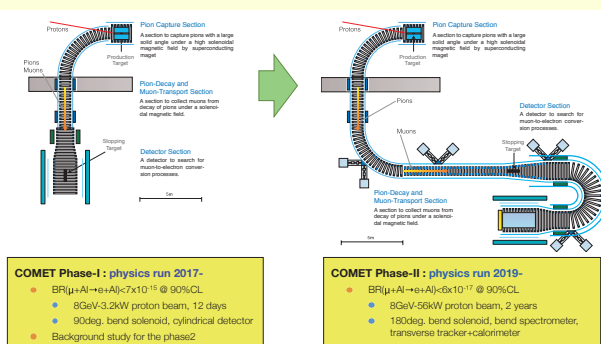 Protons
Pion Capture Section
A section to capture pions with a large
solid angle under a high solenoidal
magnetic field by superconducting
maget
Production
Target
Pions
Muons
Pion-Decay and
Muon-Transport Section
A section to collect muons from
decay of pions under a solenoi-
dal magnetic field.
Stopping
Target
Detector Section
A detector to search for
muon-to-electron conver-
sion processes.
5m
COMET Phase-I : physics run 2017-
BR(μ+Al→e+Al)<7x10-15 @ 90%CL
8GeV-3.2kW proton beam, 12 days
90deg. bend solenoid, cylindrical detector
Background study for the phase2
Protons
Pion Capture Section
A section to capture pions with a large
solid angle under a high solenoidal
magnetic field by superconducting
maget
Production
Target
Pions
Muons
Detector Section
A detector to search for
muon-to-electron conver-
sion processes.
Stopping
Target
Pion-Decay and
Muon-Transport Section
A section to collect muons from
decay of pions under a solenoi-
dal magnetic field.
5m
COMET Phase-II : physics run 2019-
BR(μ+Al→e+Al)<6x10-17 @ 90%CL
8GeV-56kW proton beam, 2 years
180deg. bend solenoid, bend spectrometer,
transverse tracker+calorimeter